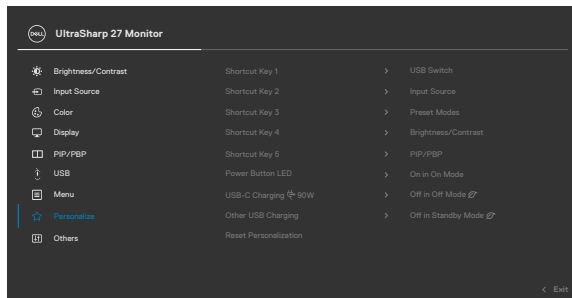 DELL UltraSharp 27 Monitor
Brightness/Contrast Shortcut Key 1 > USB Switch
Input Source Shortcut Key 2 > Input Source
Color Shortcut Key 3 > Preset Modes
Display Shortcut Key 4 > Brightness/Contrast
PIP/PBP Shortcut Key 5 > PIP/PBP
USB Power Button LED > On in On Mode
Menu USB-C Charging 90W > Off in Off Mode
Personalize Other USB Charging > Off in Standby Mode
Others Reset Personalization
< Exit